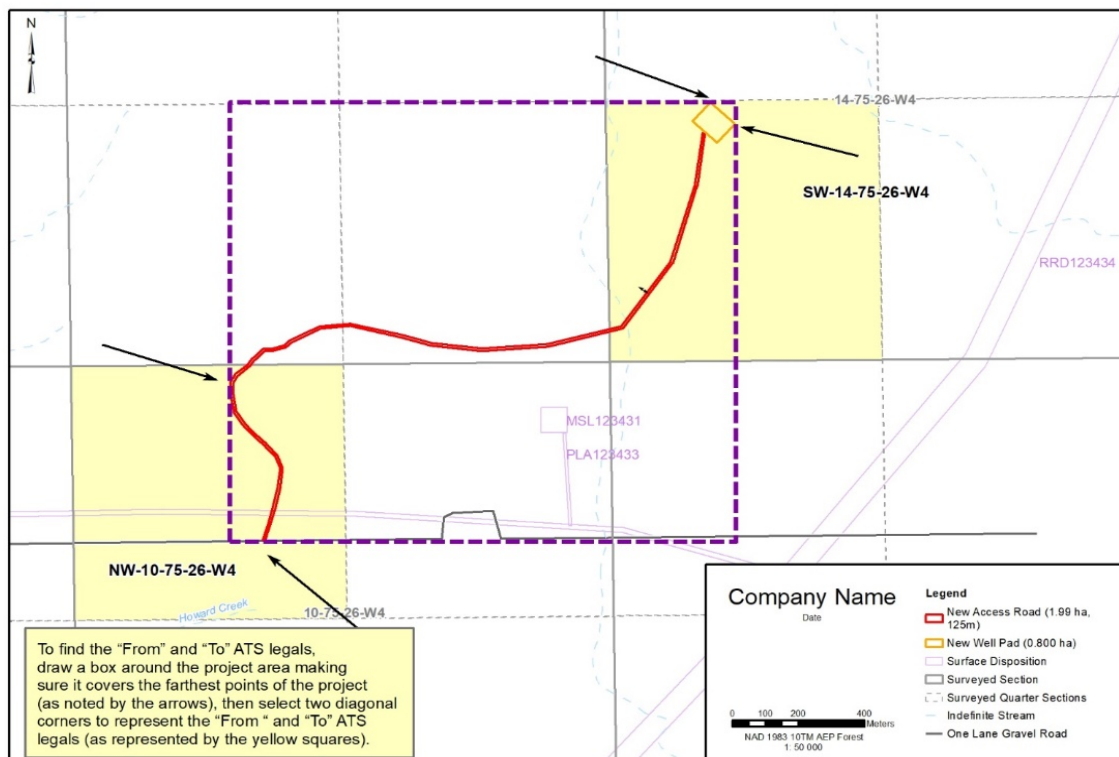 N
14-75-26-W4
SW-14-75-26-W4
RRD123434
MSL123431
PLA123433
NW-10-75-26-W4
Howard Creek
10-75-26-W4
To find the “From” and “To” ATS legals,
draw a box around the project area making
sure it covers the farthest points of the project
(as noted by the arrows), then select two diagonal
corners to represent the “From “ and “To” ATS
legals (as represented by the yellow squares).
Company Name
Date
0 100 200 400
Meters
NAD 1983 10TM AEP Forest
1: 50 000
Legend
New Access Road (1.99 ha,
125m)
New Well Pad (0.800 ha)
Surface Disposition
Surveyed Section
Surveyed Quarter Sections
Indefinite Stream
One Lane Gravel Road